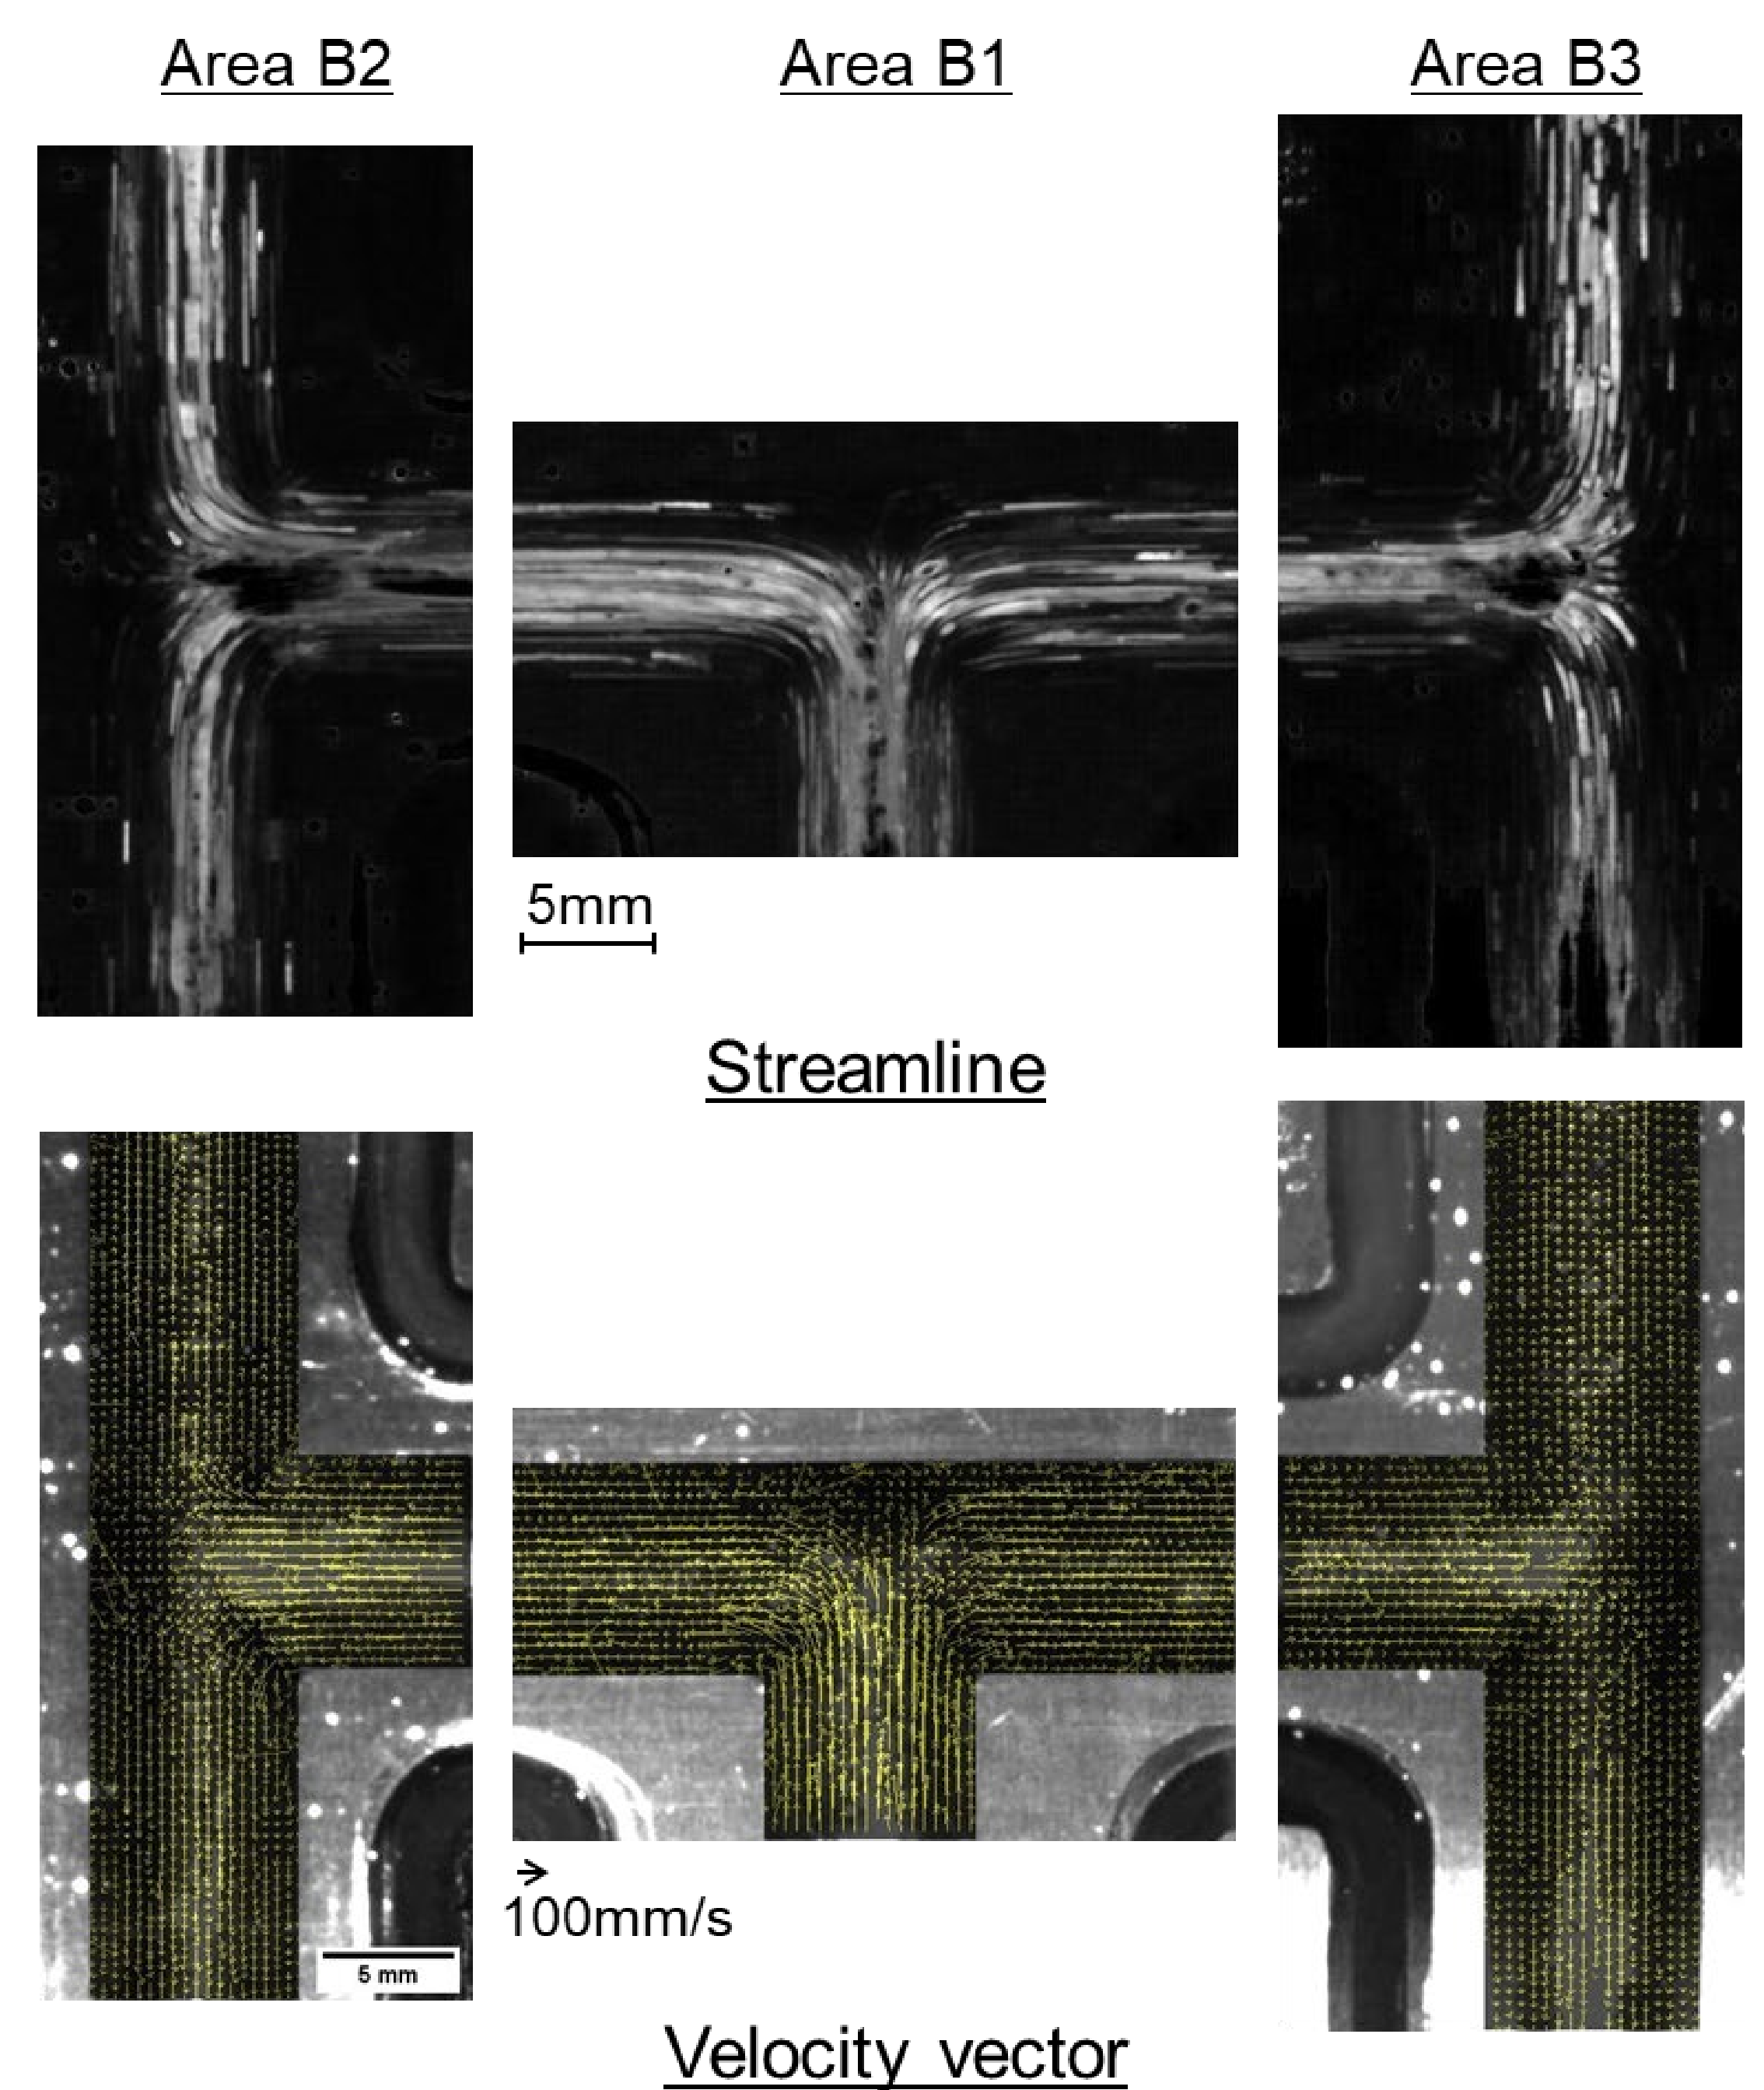 Area B2
Area B1
Area B3
5mm
Streamline
100mm/s
5 mm
Velocity vector